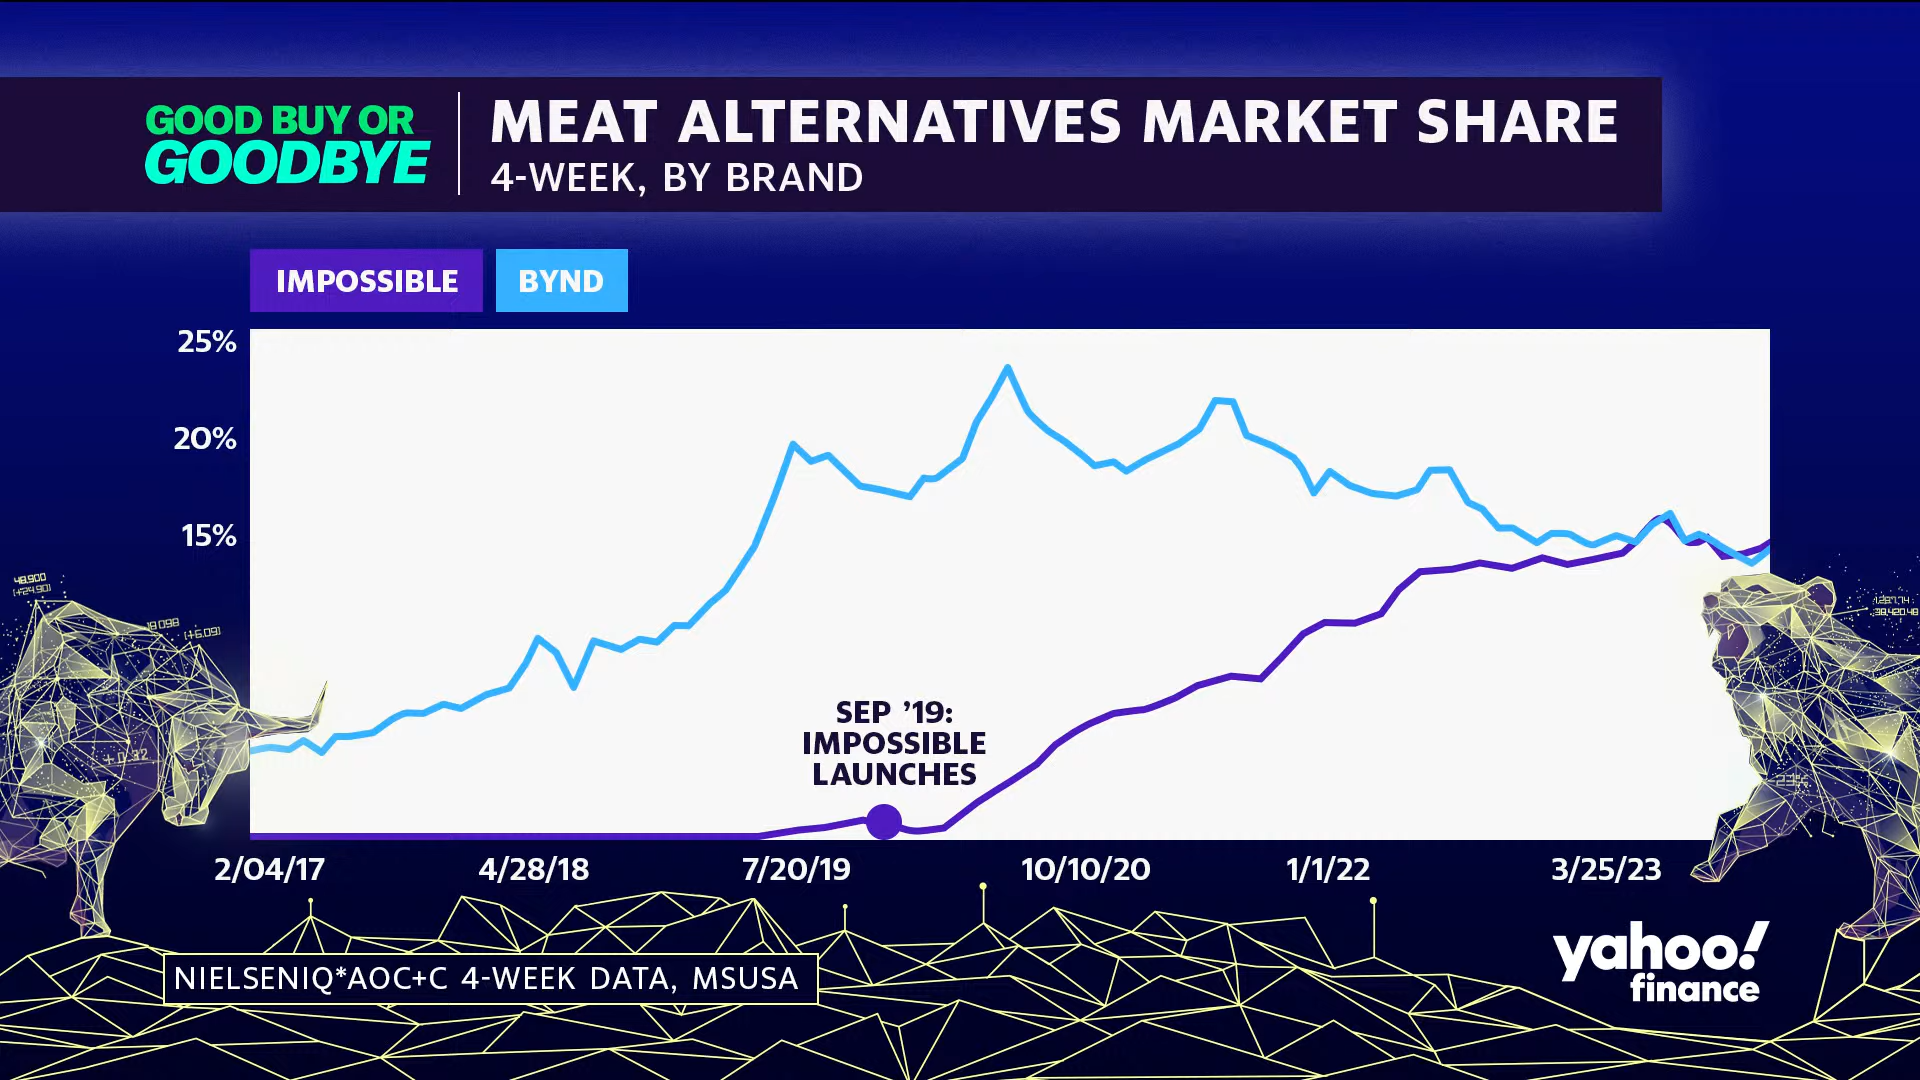 GOOD BUY OR
GOODBYE
MEAT ALTERNATIVES MARKET SHARE
4-WEEK, BY BRAND
IMPOSSIBLE
BYND
25%
20%
15%
SEP ’19:
IMPOSSIBLE
LAUNCHES
2/04/17
4/28/18
7/20/19
10/10/20
1/1/22
3/25/23
NIELSENIQ*AOC+C 4-WEEK DATA, MSUSA
yahoo!
finance